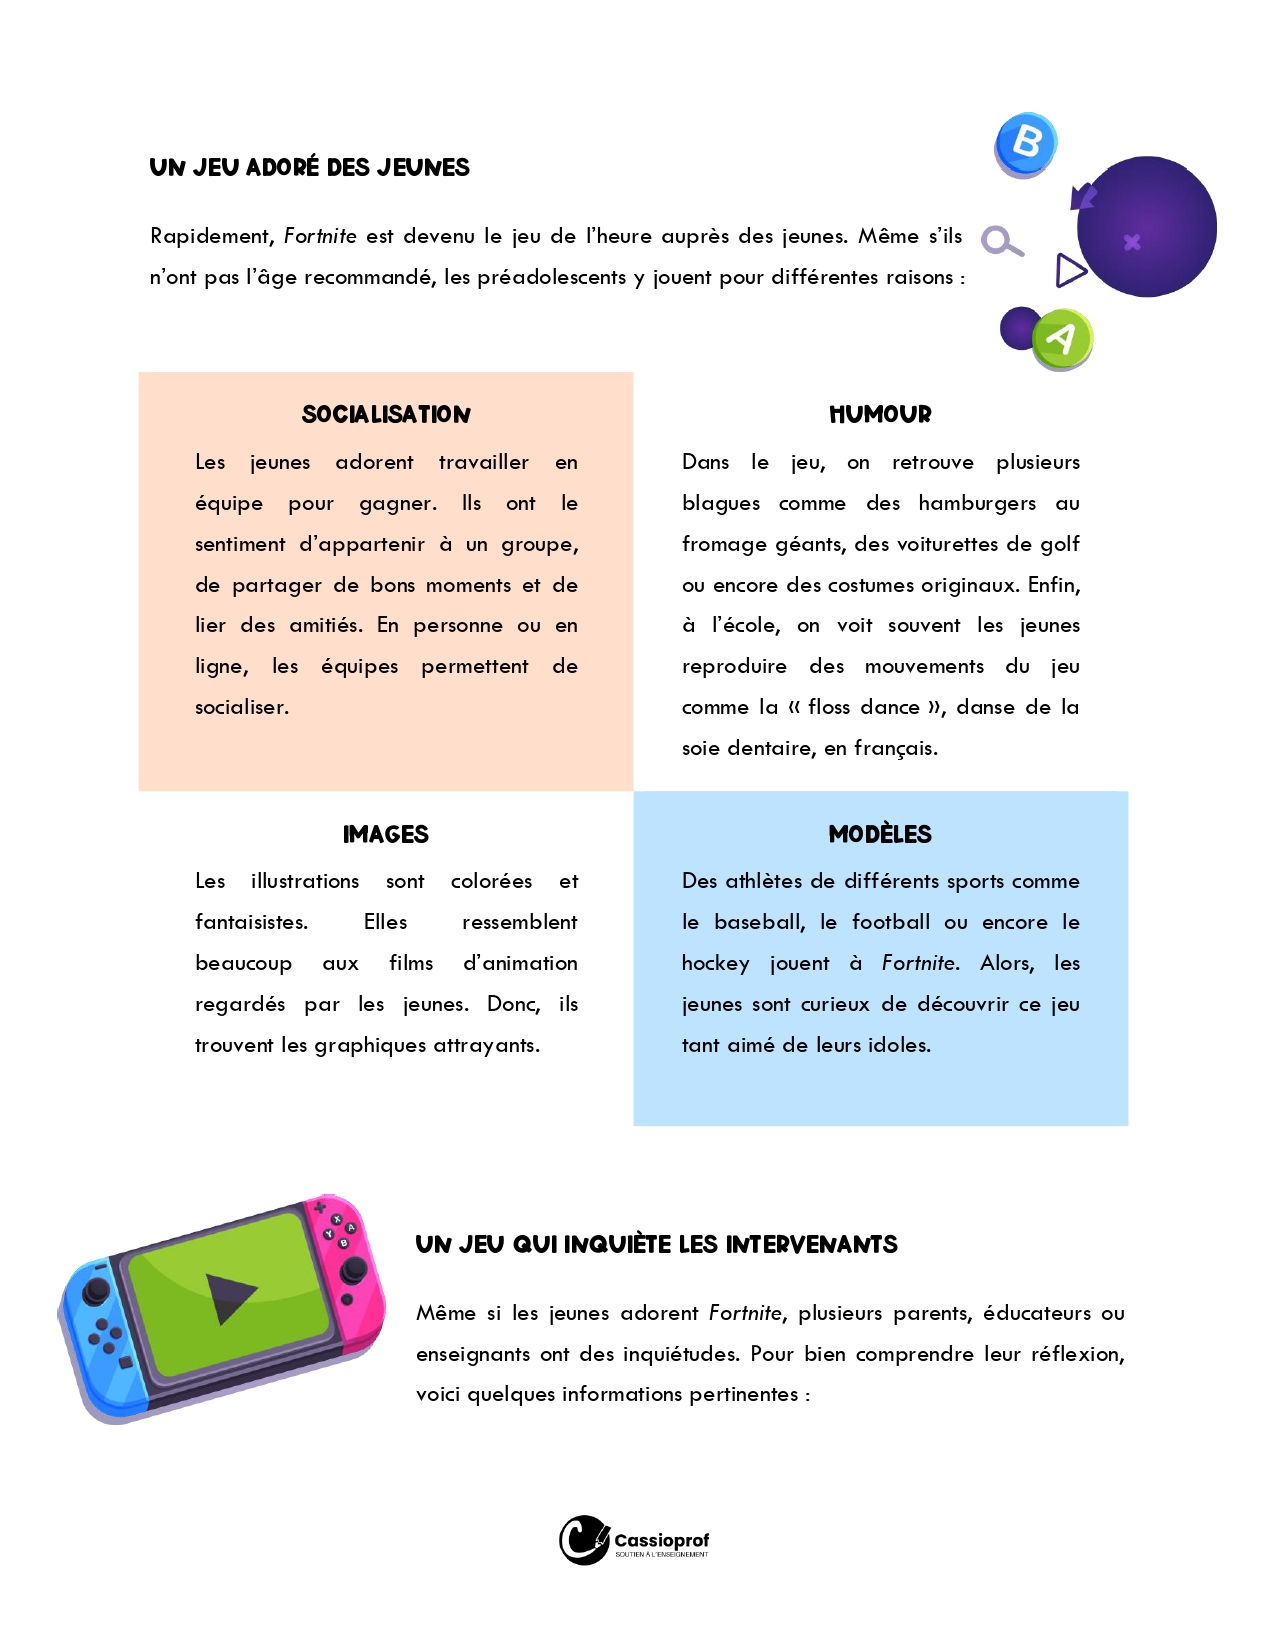 B
UN JEU ADORÉ DES JEUNES
Rapidement, Fortnite est devenu le jeu de l’heure auprès des jeunes. Même s’ils
n’ont pas l’âge recommandé, les préadolescents y jouent pour différentes raisons :
A
SOCIALISATION
Les jeunes adorent travailler en
équipe pour gagner. Ils ont le
sentiment d’appartenir à un groupe,
de partager de bons moments et de
lier des amitiés. En personne ou en
ligne, les équipes permettent de
socialiser.
HUMOUR
Dans le jeu, on retrouve plusieurs
blagues comme des hamburgers au
fromage géants, des voiturettes de golf
ou encore des costumes originaux. Enfin,
à l’école, on voit souvent les jeunes
reproduire des mouvements du jeu
comme la « floss dance », danse de la
soie dentaire, en français.
IMAGES
Les illustrations sont colorées et
fantaisistes. Elles ressemblent
beaucoup aux films d’animation
regardés par les jeunes. Donc, ils
trouvent les graphiques attrayants.
MODÈLES
Des athlètes de différents sports comme
le baseball, le football ou encore le
hockey jouent à Fortnite. Alors, les
jeunes sont curieux de découvrir ce jeu
tant aimé de leurs idoles.
X
Y A
B
UN JEU QUI INQUIÈTE LES INTERVENANTS
Même si les jeunes adorent Fortnite, plusieurs parents, éducateurs ou
enseignants ont des inquiétudes. Pour bien comprendre leur réflexion,
voici quelques informations pertinentes :
Cassioprof
SOUTIEN À L’ENSEIGNEMENT